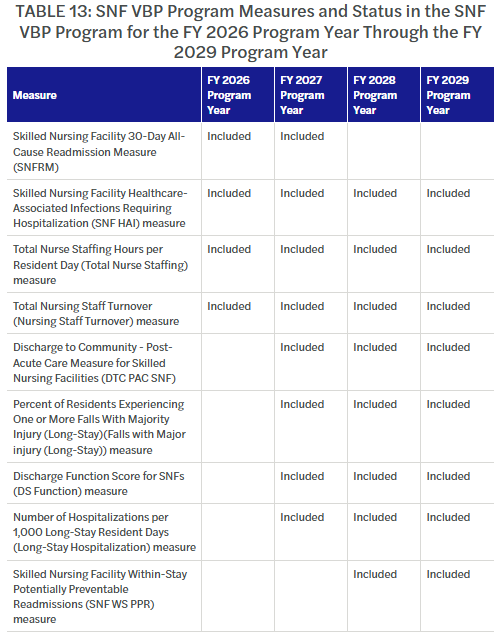 TABLE 13: SNF VBP Program Measures and Status in the SNF
VBP Program for the FY 2026 Program Year Through the FY
2029 Program Year
Measure
FY 2026
Program
Year
FY 2027
Program
Year
FY 2028
Program
Year
FY 2029
Program
Year
Skilled Nursing Facility 30-Day All-
Cause Readmission Measure
(SNFRM)
Included
Included
Skilled Nursing Facility Healthcare-
Associated Infections Requiring
Hospitalization (SNF HAI) measure
Included
Included
Included
Included
Total Nurse Staffing Hours per
Resident Day (Total Nurse Staffing)
measure
Included
Included
Included
Included
Total Nursing Staff Turnover
(Nursing Staff Turnover) measure
Included
Included
Included
Included
Discharge to Community - Post-
Acute Care Measure for Skilled
Nursing Facilities (DTC PAC SNF)
Included
Included
Included
Percent of Residents Experiencing
One or More Falls With Majority
Injury (Long-Stay)(Falls with Major
injury (Long-Stay)) measure
Included
Included
Included
Discharge Function Score for SNFs
(DS Function) measure
Included
Included
Included
Number of Hospitalizations per
1,000 Long-Stay Resident Days
(Long-Stay Hospitalization) measure
Included
Included
Included
Skilled Nursing Facility Within-Stay
Potentially Preventable
Readmissions (SNF WS PPR)
measure
Included
Included